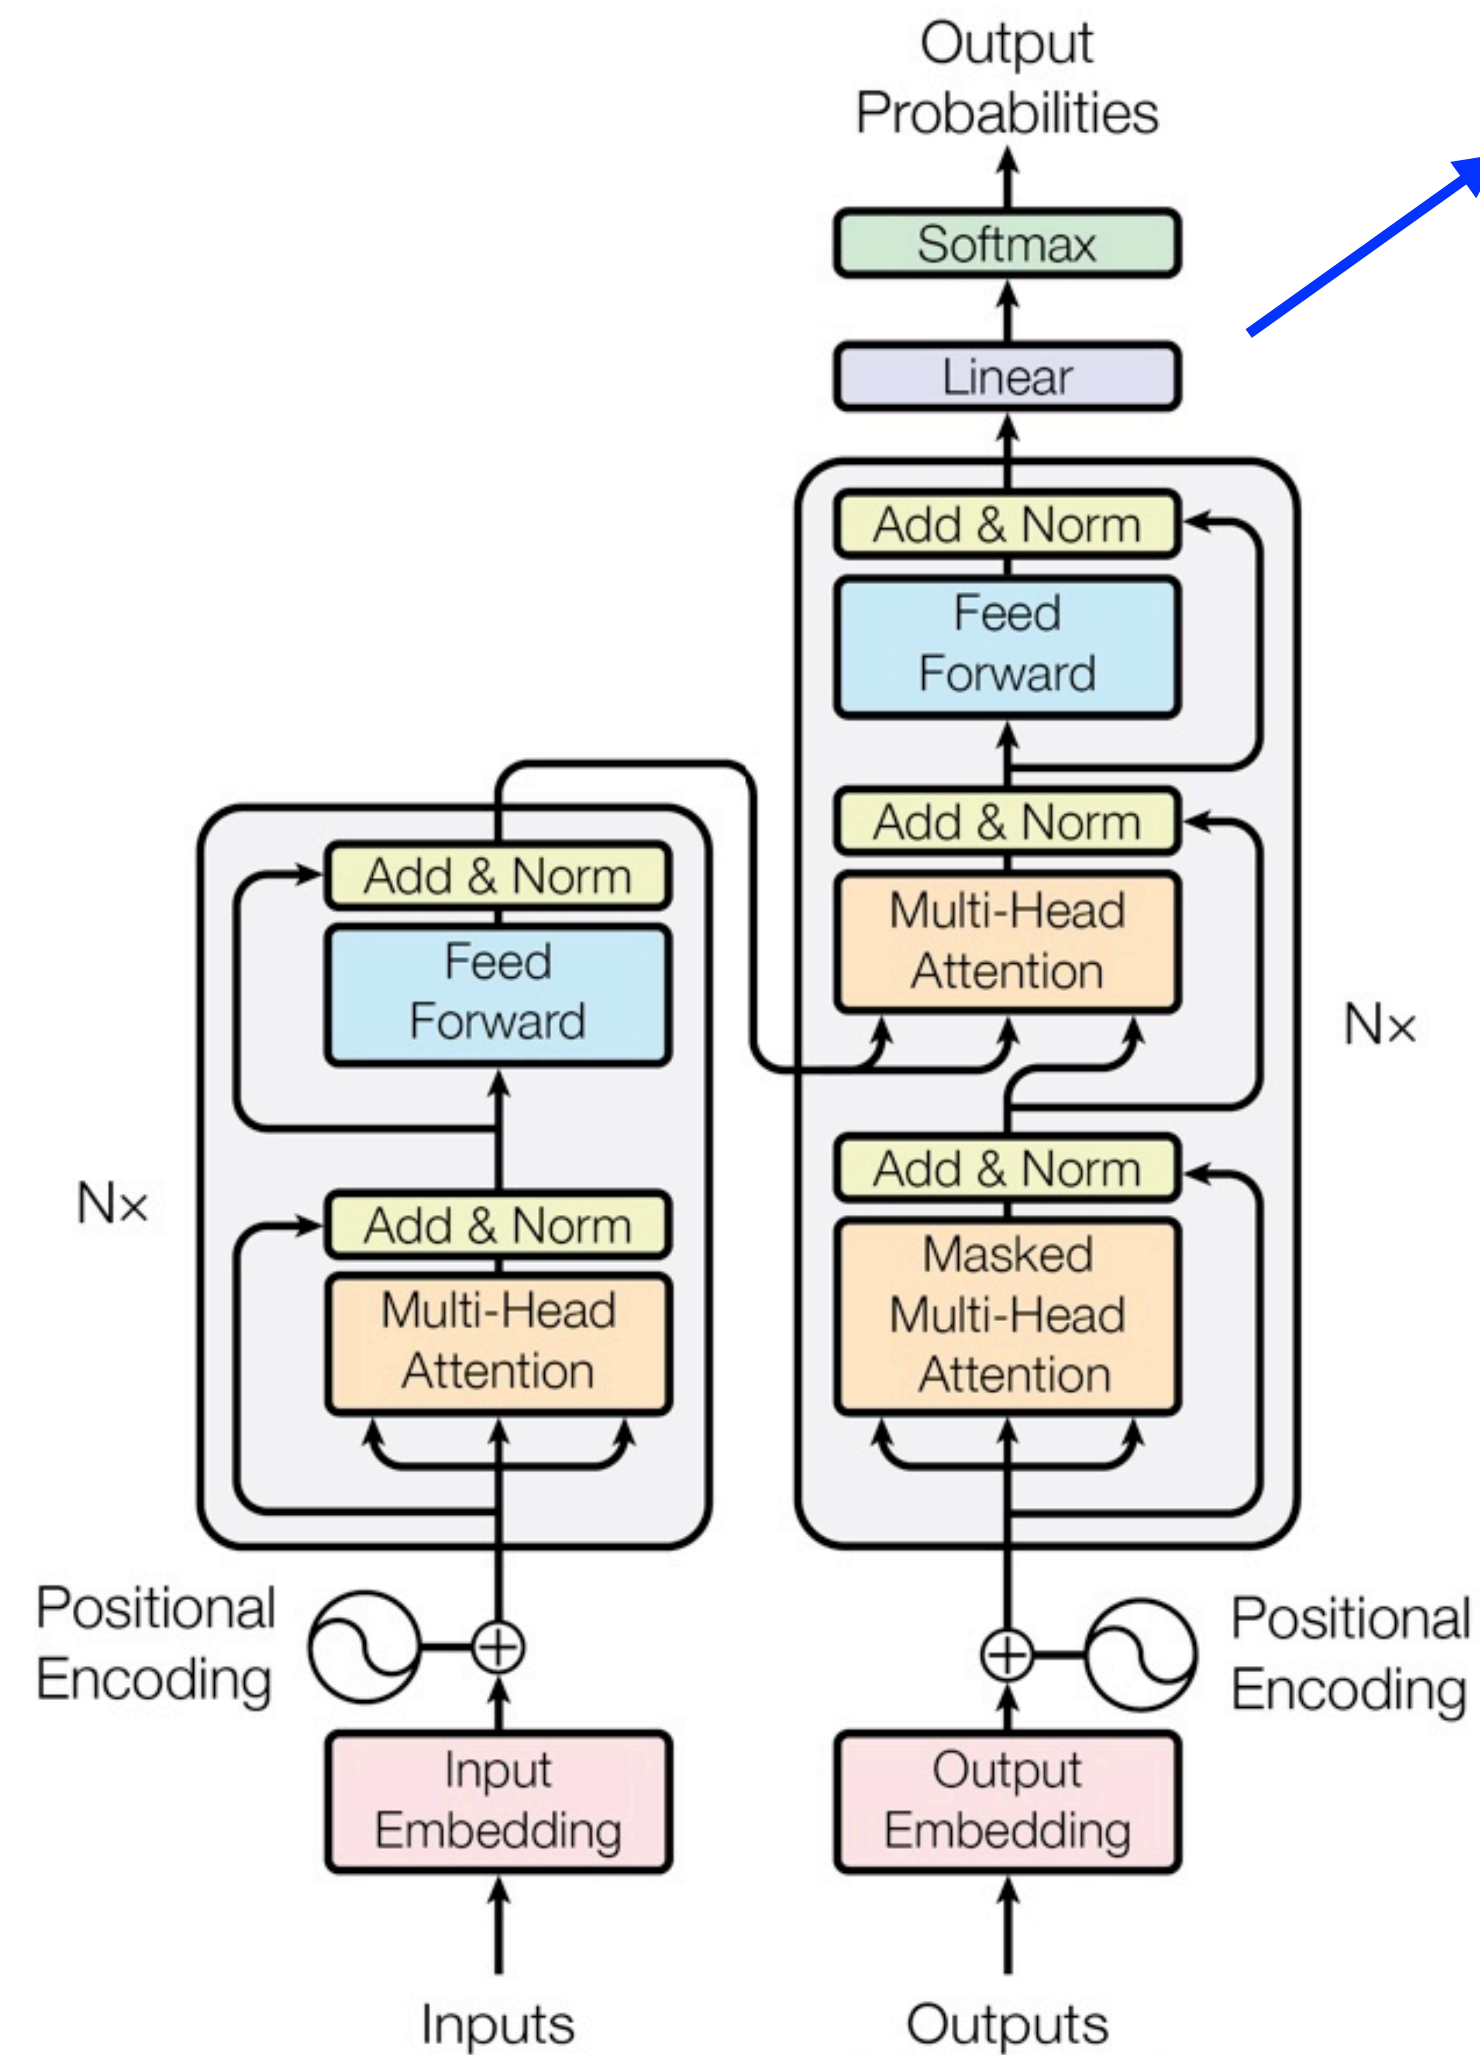 Output
Probabilities
Softmax
Linear
Add & Norm
Feed
Forward
Add & Norm
Multi-Head
Attention
Nx
Add & Norm
Masked
Multi-Head
Attention
Add & Norm
Feed
Forward
Nx
Add & Norm
Multi-Head
Attention
Positional
Encoding
Positional
Encoding
Input
Embedding
Output
Embedding
Inputs
Outputs